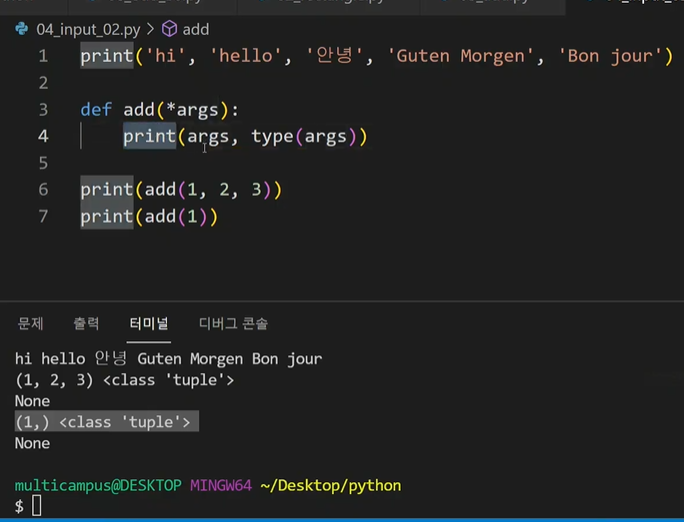 04_input_02.py > add
1 print('hi', 'hello', '안녕', 'Guten Morgen', 'Bon jour')
2
3 def add(*args):
4     print(args, type(args))
5
6 print(add(1, 2, 3))
7 print(add(1))
문제 출력 터미널 디버그 콘솔
hi hello 안녕 Guten Morgen Bon jour
(1, 2, 3) <class 'tuple'>
None
(1,) <class 'tuple'>
None
multicampus@DESKTOP MINGW64 ~/Desktop/python
$